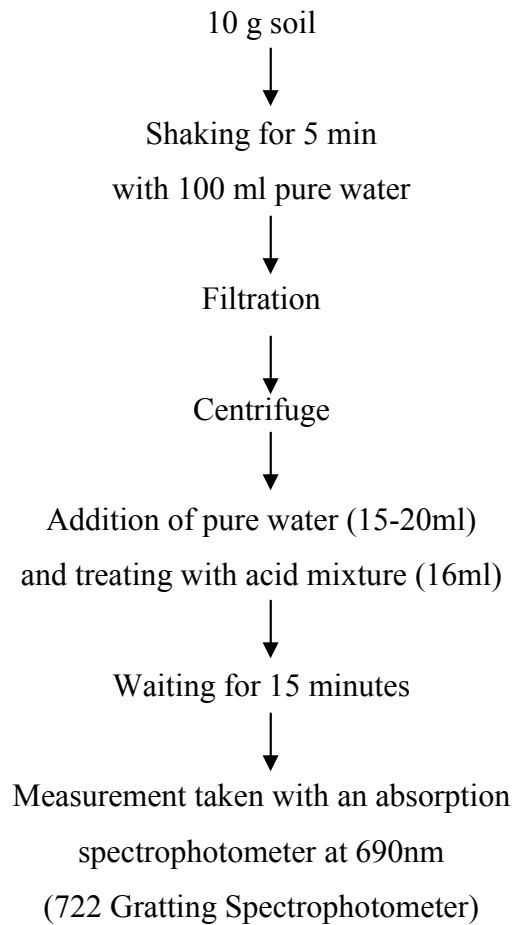 10 g soil
Shaking for 5 min
with 100 ml pure water
Filtration
Centrifuge
Addition of pure water (15-20ml)
and treating with acid mixture (16ml)
Waiting for 15 minutes
Measurement taken with an absorption
spectrophotometer at 690nm
(722 Gratting Spectrophotometer)